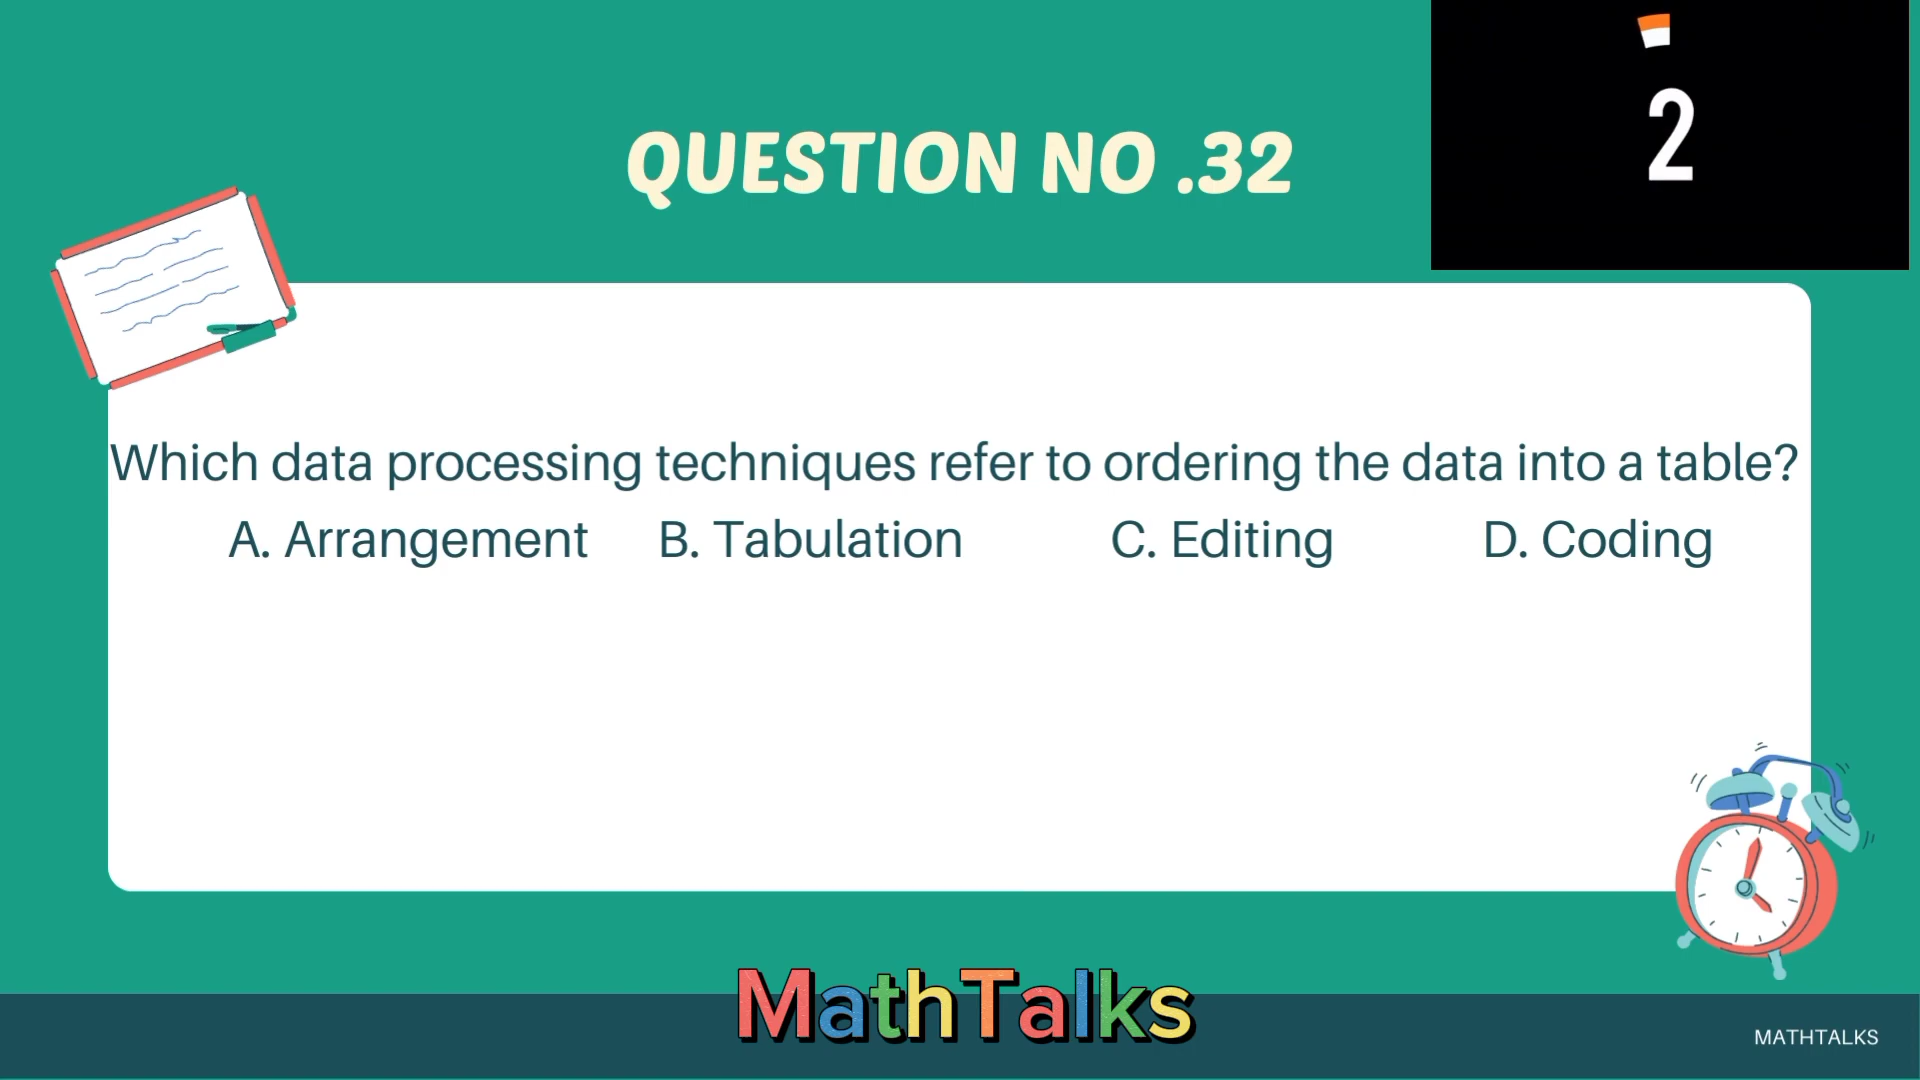 2
QUESTION NO .32
Which data processing techniques refer to ordering the data into a table?
A. Arrangement B. Tabulation C. Editing D. Coding
MathTalks
MATHTALKS